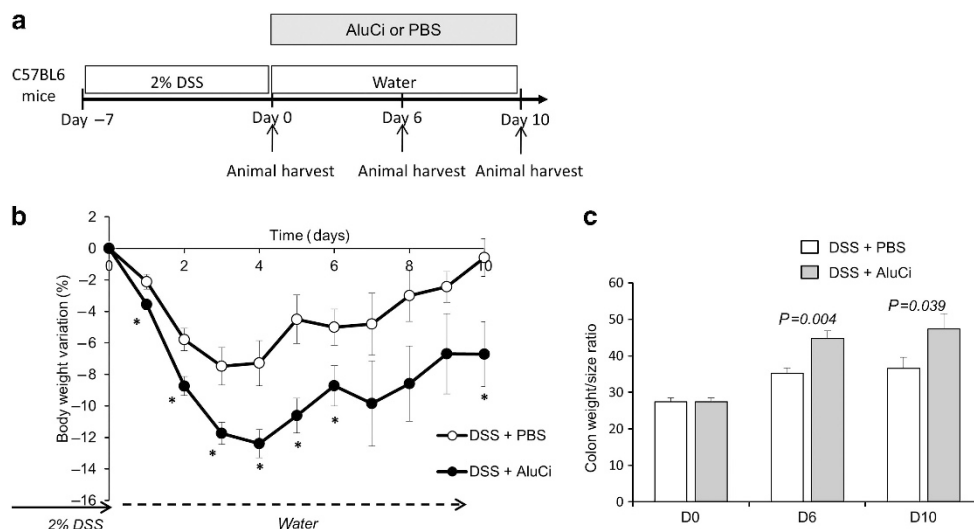 a
AluCi or PBS
C57BL6
mice
2% DSS
Water
Day –7
Day 0
Day 6
Day 10
Animal harvest
Animal harvest
Animal harvest
b
Time (days)
2
0
–2
–4
–6
–8
–10
–12
–14
–16
Body weight variation (%)
0
2
4
6
8
10
*
*
*
*
*
*
*
DSS + PBS
DSS + AluCi
2% DSS
Water
c
DSS + PBS
DSS + AluCi
60
50
40
30
20
10
0
Colon weight/size ratio
P=0.004
P=0.039
D0
D6
D10